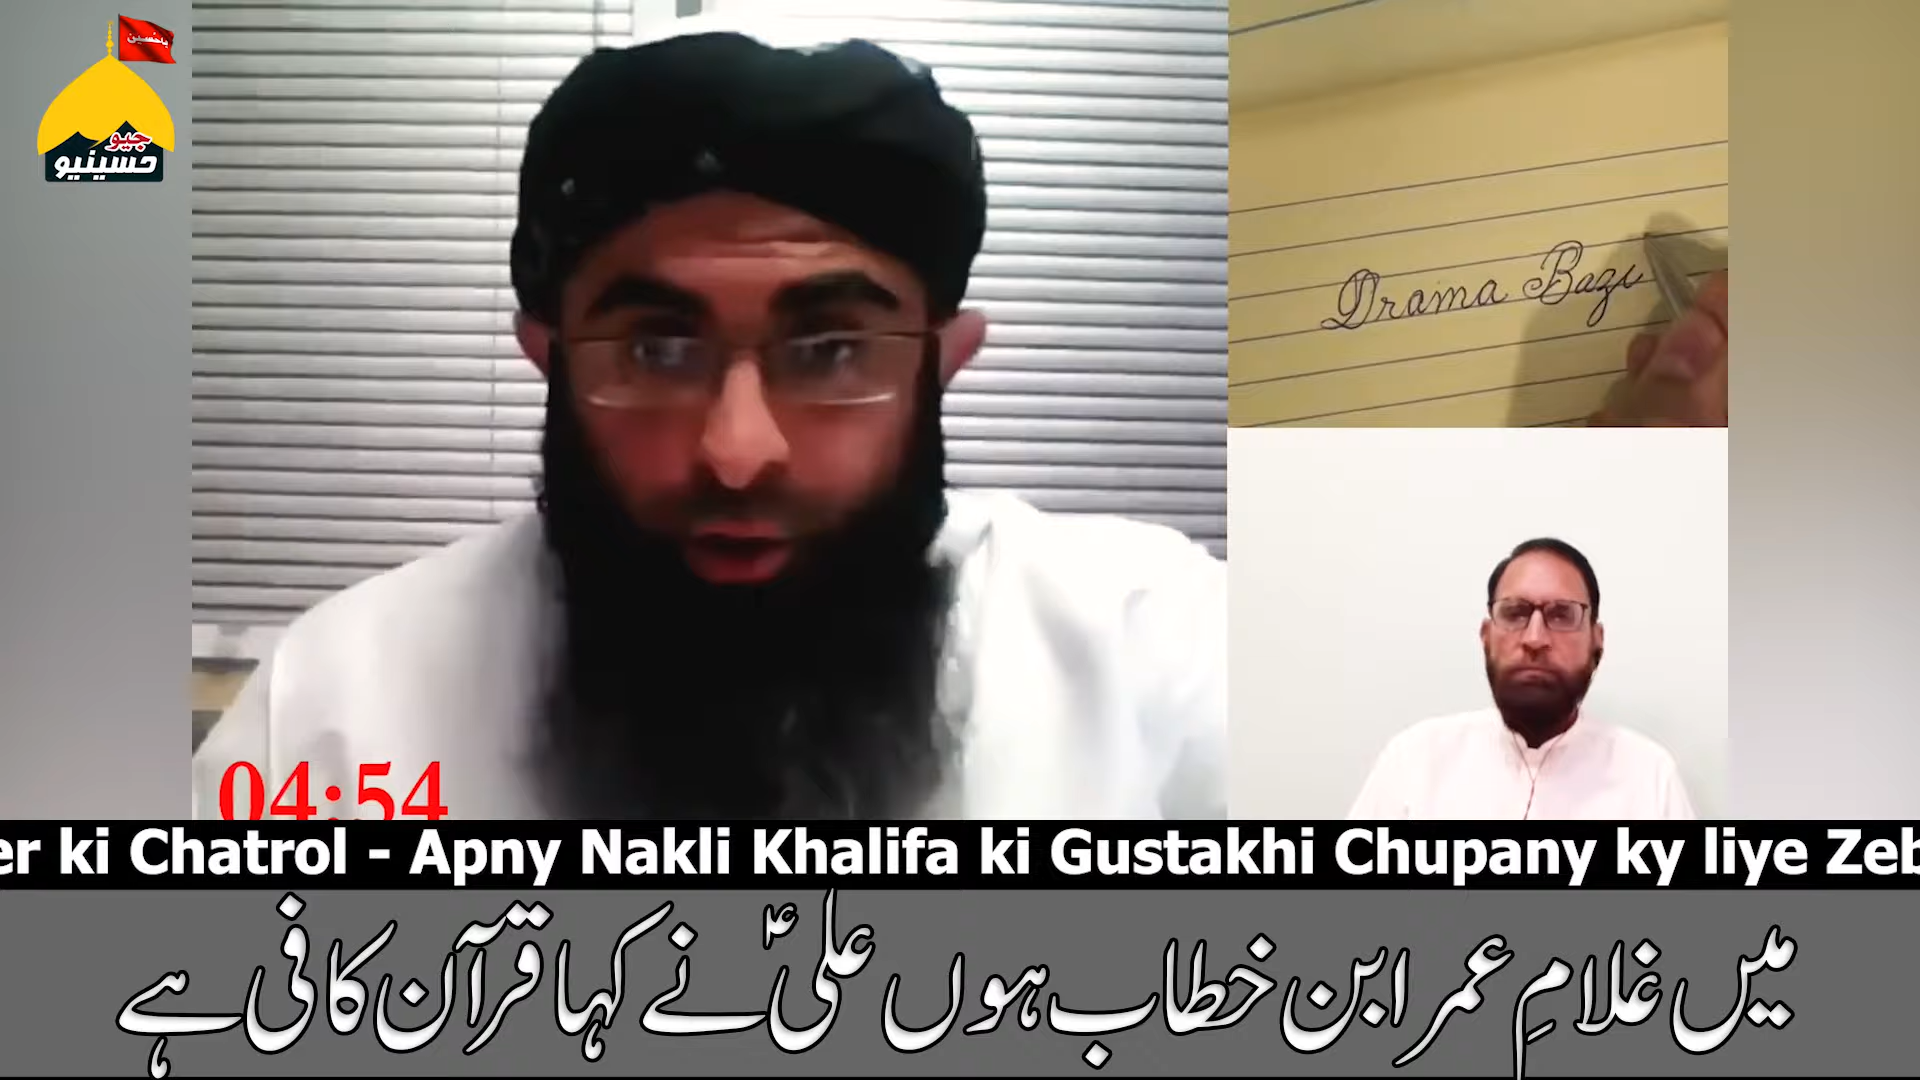 یاحسین
جیو
حسینیو
Drama Bazi
04:54
er ki Chatrol - Apny Nakli Khalifa ki Gustakhi Chupany ky liye Zeb
میں غلامِ عمر ابن خطاب ہوں علیؑ نے کہا قرآن کافی ہے